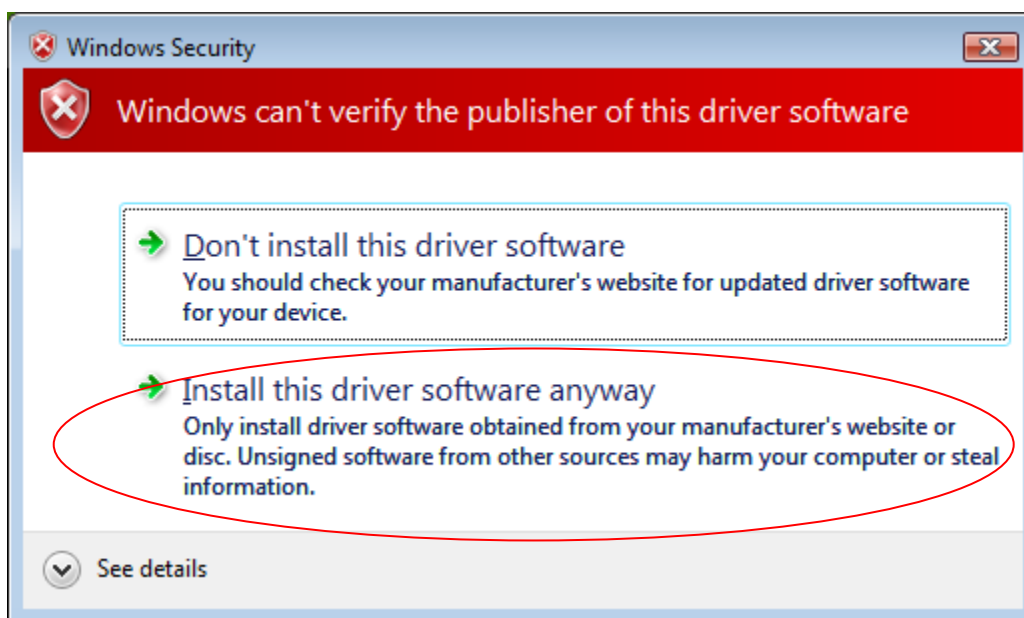 Windows Security
Windows can't verify the publisher of this driver software
Don't install this driver software
You should check your manufacturer's website for updated driver software
for your device.
Install this driver software anyway
Only install driver software obtained from your manufacturer's website or
disc. Unsigned software from other sources may harm your computer or steal
information.
See details